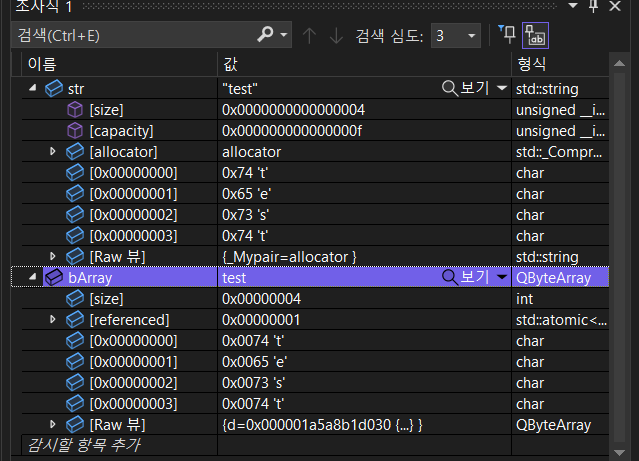 조사식 1
검색(Ctrl+E) 검색 심도: 3
이름 값 형식
str "test" 보기 std::string
[size] 0x0000000000000004 unsigned __i...
[capacity] 0x000000000000000f unsigned __i...
[allocator] allocator std::_Compr...
[0x00000000] 0x74 't' char
[0x00000001] 0x65 'e' char
[0x00000002] 0x73 's' char
[0x00000003] 0x74 't' char
[Raw 뷰] {_Mypair=allocator } std::string
bArray test 보기 QByteArray
[size] 0x00000004 int
[referenced] 0x00000001 std::atomic<...
[0x00000000] 0x0074 't' char
[0x00000001] 0x0065 'e' char
[0x00000002] 0x0073 's' char
[0x00000003] 0x0074 't' char
[Raw 뷰] {d=0x000001a5a8b1d030 {...} } QByteArray
감시할 항목 추가